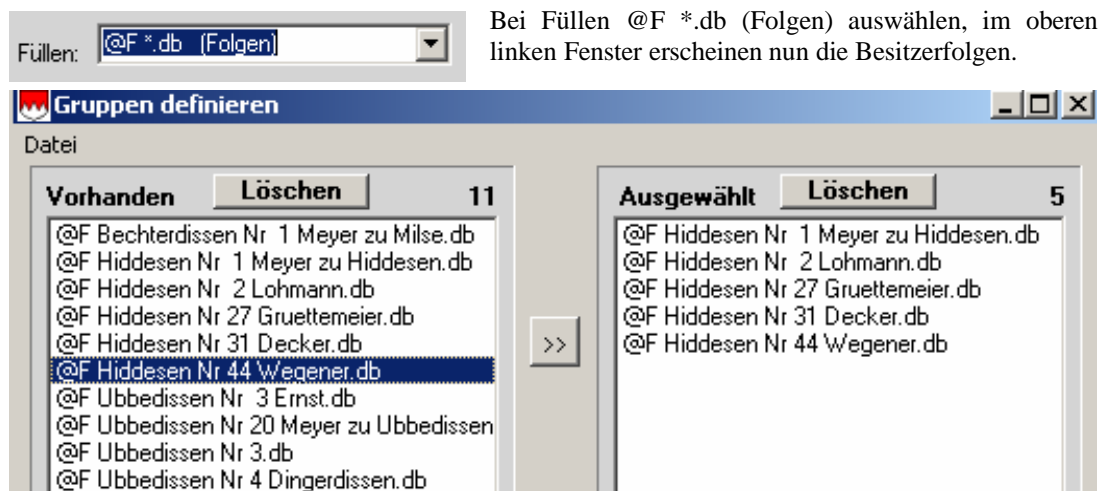 Füllen: @F *.db (Folgen)
Bei Füllen @F *.db (Folgen) auswählen, im oberen
linken Fenster erscheinen nun die Besitzerfolgen.
Gruppen definieren
Datei
Vorhanden Löschen 11
@F Bechterdissen Nr 1 Meyer zu Milse.db
@F Hiddesen Nr 1 Meyer zu Hiddesen.db
@F Hiddesen Nr 2 Lohmann.db
@F Hiddesen Nr 27 Gruettemeier.db
@F Hiddesen Nr 31 Decker.db
@F Hiddesen Nr 44 Wegener.db
@F Ubbedissen Nr 3 Ernst.db
@F Ubbedissen Nr 20 Meyer zu Ubbedissen
@F Ubbedissen Nr 3.db
@F Ubbedissen Nr 4 Dingerdissen.db
>>
Ausgewählt Löschen 5
@F Hiddesen Nr 1 Meyer zu Hiddesen.db
@F Hiddesen Nr 2 Lohmann.db
@F Hiddesen Nr 27 Gruettemeier.db
@F Hiddesen Nr 31 Decker.db
@F Hiddesen Nr 44 Wegener.db